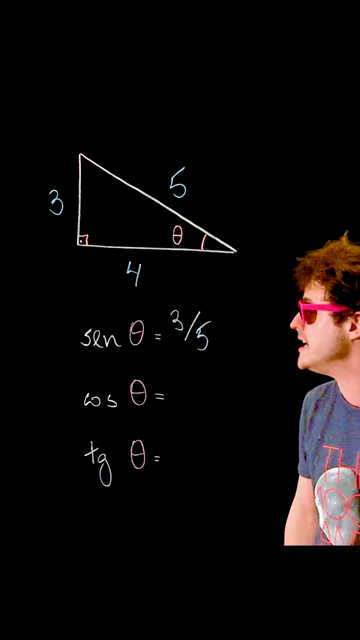 5
3
θ
4
sen θ = 3/5
cos θ =
tg θ =